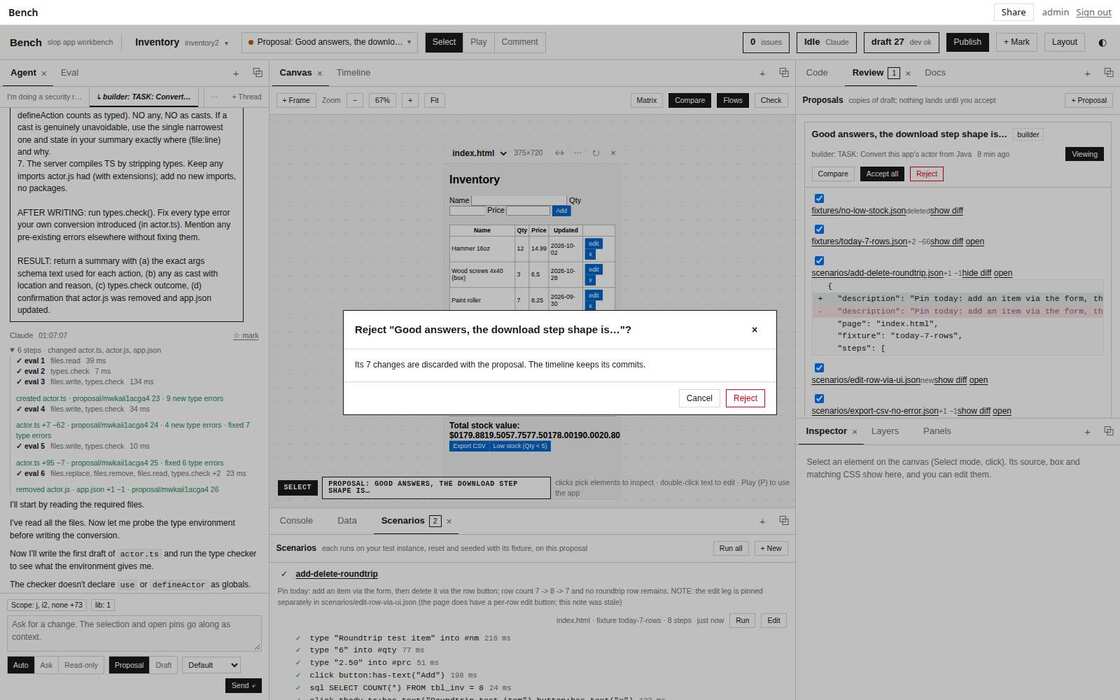 Bench
Share
admin
Sign out
Bench slop app workbench
Inventory inventory2
Proposal: Good answers, the downlo…
Select Play Comment
0 issues
Idle Claude
draft 27 dev ok
Publish
+ Mark
Layout
Agent × Eval
I'm doing a security r…
↳ builder: TASK: Convert…
⋯
+ Thread
defineAction counts as typed). NO any, NO as casts. If a
cast is genuinely unavoidable, use the single narrowest
one and state in your summary exactly where (file:line)
and why.
7. The server compiles TS by stripping types. Keep any
imports actor.js had (with extensions); add no new imports,
no packages.
AFTER WRITING: run types.check(). Fix every type error
your own conversion introduced (in actor.ts). Mention any
pre-existing errors elsewhere without fixing them.
RESULT: return a summary with (a) the exact args
schema text used for each action, (b) any as cast with
location and reason, (c) types.check outcome, (d)
confirmation that actor.js was removed and app.json
updated.
Claude 01:07:07
☆ mark
▾ 6 steps · changed actor.ts, actor.js, app.json
✓ eval 1 files.read 39 ms
✓ eval 2 types.check 7 ms
✓ eval 3 files.write, types.check 134 ms
created actor.ts · proposal/mwkaii1acga4 23 · 9 new type errors
✓ eval 4 files.write, types.check 34 ms
actor.ts +7 −62 · proposal/mwkaii1acga4 24 · 4 new type errors · fixed 7
type errors
✓ eval 5 files.write, types.check 10 ms
actor.ts +95 −7 · proposal/mwkaii1acga4 25 · fixed 6 type errors
✓ eval 6 files.replace, files.remove, files.read, types.check +2 23 ms
removed actor.js · app.json +1 −1 · proposal/mwkaii1acga4 26
I'll start by reading the required files.
I've read all the files. Now let me probe the type environment
before writing the conversion.
Now I'll write the first draft of actor.ts and run the type checker
to see what the environment gives me.
The checker doesn't declare use or defineActor as globals.
Scope: j, i2, none +73
lib: 1
Ask for a change. The selection and open pins go along as
context.
Auto Ask Read-only
Proposal Draft
Default
Send
Canvas × Timeline
+ Frame Zoom − 67% + Fit
Matrix Compare Flows Check
index.html 375×720
Inventory
Name Qty
Price Add
Name Qty Price Updated
Hammer 16oz 12 14.99 2026-10-02 edit x
Wood screws 4x40 (box) 3 6.5 2026-10-28 edit x
Paint roller 7 8.25 2026-09-30 edit x
Reject "Good answers, the download step shape is…"?
×
Its 7 changes are discarded with the proposal. The timeline keeps its commits.
Cancel
Reject
Total stock value:
$0179.8819.5057.7577.50178.00190.0020.80
Export CSV Low stock (Qty < 5)
SELECT
PROPOSAL: GOOD ANSWERS, THE DOWNLOAD STEP
SHAPE IS…
clicks pick elements to inspect · double-click text to edit · Play (P) to use
the app
Console Data Scenarios 2 ×
Scenarios each runs on your test instance, reset and seeded with its fixture, on this proposal
Run all
+ New
✓ add-delete-roundtrip
Pin today: add an item via the form, then delete it via the row button; row count 7 -> 8 -> 7 and no roundtrip row remains. NOTE: the edit leg is pinned
separately in scenarios/edit-row-via-ui.json (the page does have a per-row edit button; this note was stale)
index.html · fixture today-7-rows · 8 steps just now
Run
Edit
✓ type "Roundtrip test item" into #nm 216 ms
✓ type "6" into #qty 77 ms
✓ type "2.50" into #prc 51 ms
✓ click button:has-text("Add") 198 ms
✓ sql SELECT COUNT(*) FROM tbl_inv = 8 24 ms
Code Review 1 × Docs
Proposals copies of draft; nothing lands until you accept
+ Proposal
Good answers, the download step shape is…
builder
builder: TASK: Convert this app's actor from Java 8 min ago
Viewing
Compare
Accept all
Reject
fixtures/no-low-stock.json deleted show diff
fixtures/today-7-rows.json +2 −66 show diff open
scenarios/add-delete-roundtrip.json +1 −1 hide diff open
{
+ "description": "Pin today: add an item via the form, th
- "description": "Pin today: add an item via the form, th
"page": "index.html",
"fixture": "today-7-rows",
"steps": [
scenarios/edit-row-via-ui.json new show diff open
scenarios/export-csv-no-error.json +1 −1 show diff open
Inspector × Layers Panels
Select an element on the canvas (Select mode, click). Its source, box and
matching CSS show here, and you can edit them.